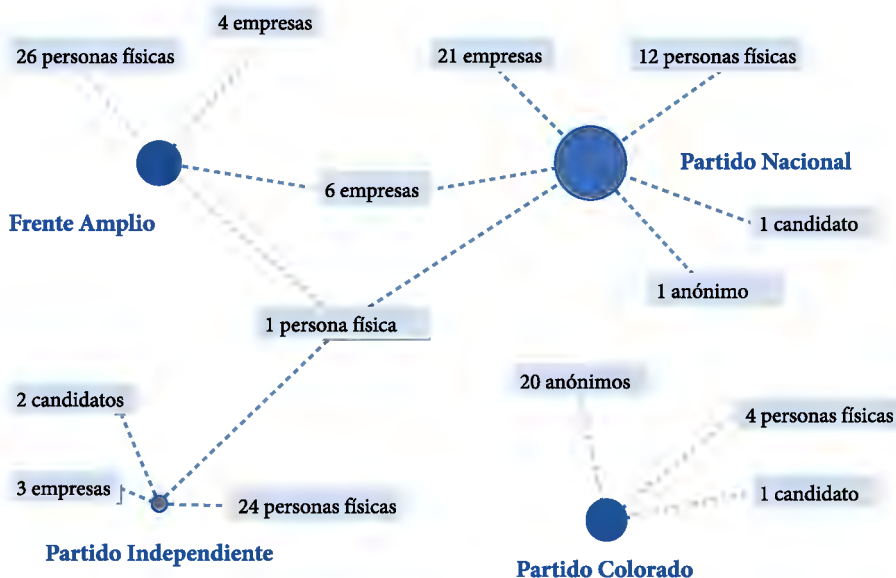 4 empresas
26 personas físicas
21 empresas
12 personas físicas
Partido Nacional
6 empresas
Frente Amplio
1 candidato
1 anónimo
1 persona física
20 anónimos
2 candidatos
4 personas físicas
3 empresas
1 candidato
24 personas físicas
Partido Independiente
Partido Colorado